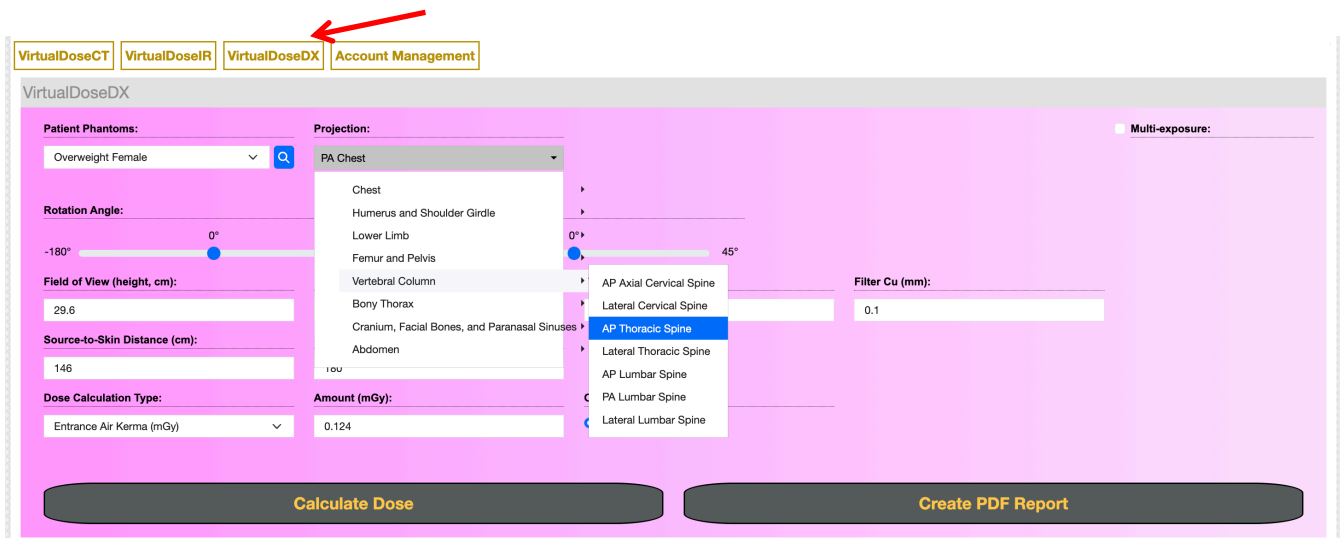 VirtualDoseCT VirtualDoseIR VirtualDoseDX Account Management
VirtualDoseDX
Patient Phantoms: Projection: Multi-exposure:
Overweight Female PA Chest
Chest
Rotation Angle: Humerus and Shoulder Girdle
0° Lower Limb 0°
-180° Femur and Pelvis 45°
Field of View (height, cm): Vertebral Column AP Axial Cervical Spine Filter Cu (mm):
29.6 Bony Thorax Lateral Cervical Spine 0.1
Cranium, Facial Bones, and Paranasal Sinuses AP Thoracic Spine
Source-to-Skin Distance (cm): Abdomen Lateral Thoracic Spine
146 180 AP Lumbar Spine
Dose Calculation Type: Amount (mGy): PA Lumbar Spine
Entrance Air Kerma (mGy) 0.124 Lateral Lumbar Spine
Calculate Dose Create PDF Report